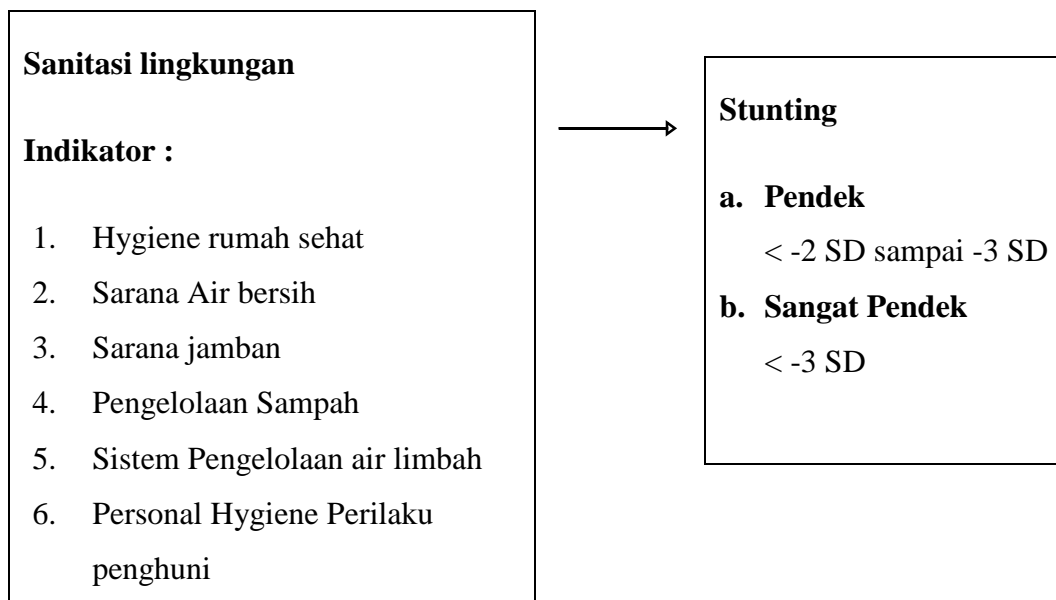 Sanitasi lingkungan
Indikator :
1. Hygiene rumah sehat
2. Sarana Air bersih
3. Sarana jamban
4. Pengelolaan Sampah
5. Sistem Pengelolaan air limbah
6. Personal Hygiene Perilaku
penghuni
Stunting
a. Pendek
< -2 SD sampai -3 SD
b. Sangat Pendek
< -3 SD